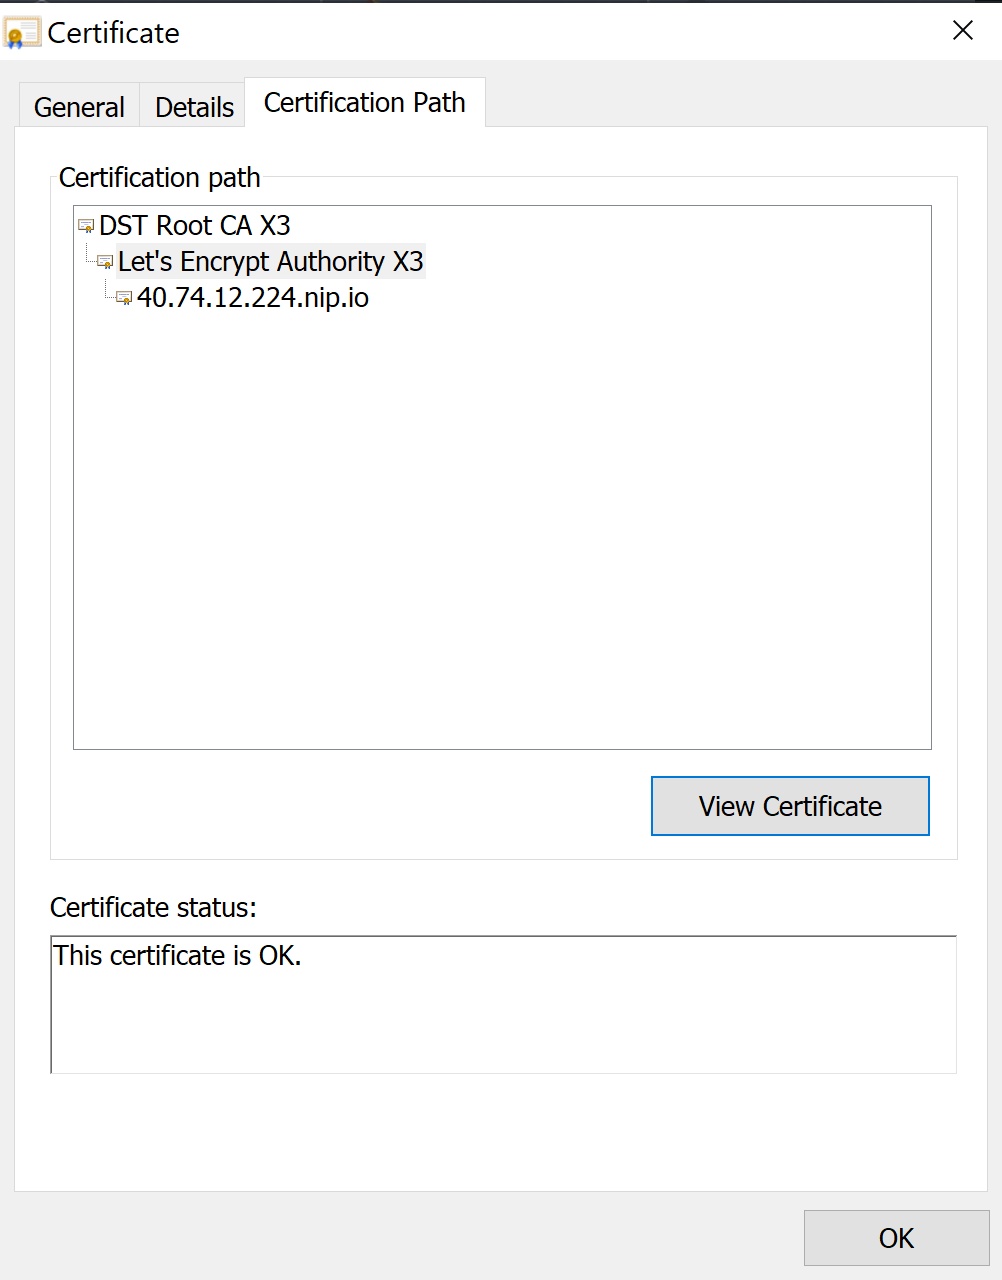 Certificate
General Details Certification Path
Certification path
DST Root CA X3
Let's Encrypt Authority X3
40.74.12.224.nip.io
View Certificate
Certificate status:
This certificate is OK.
OK